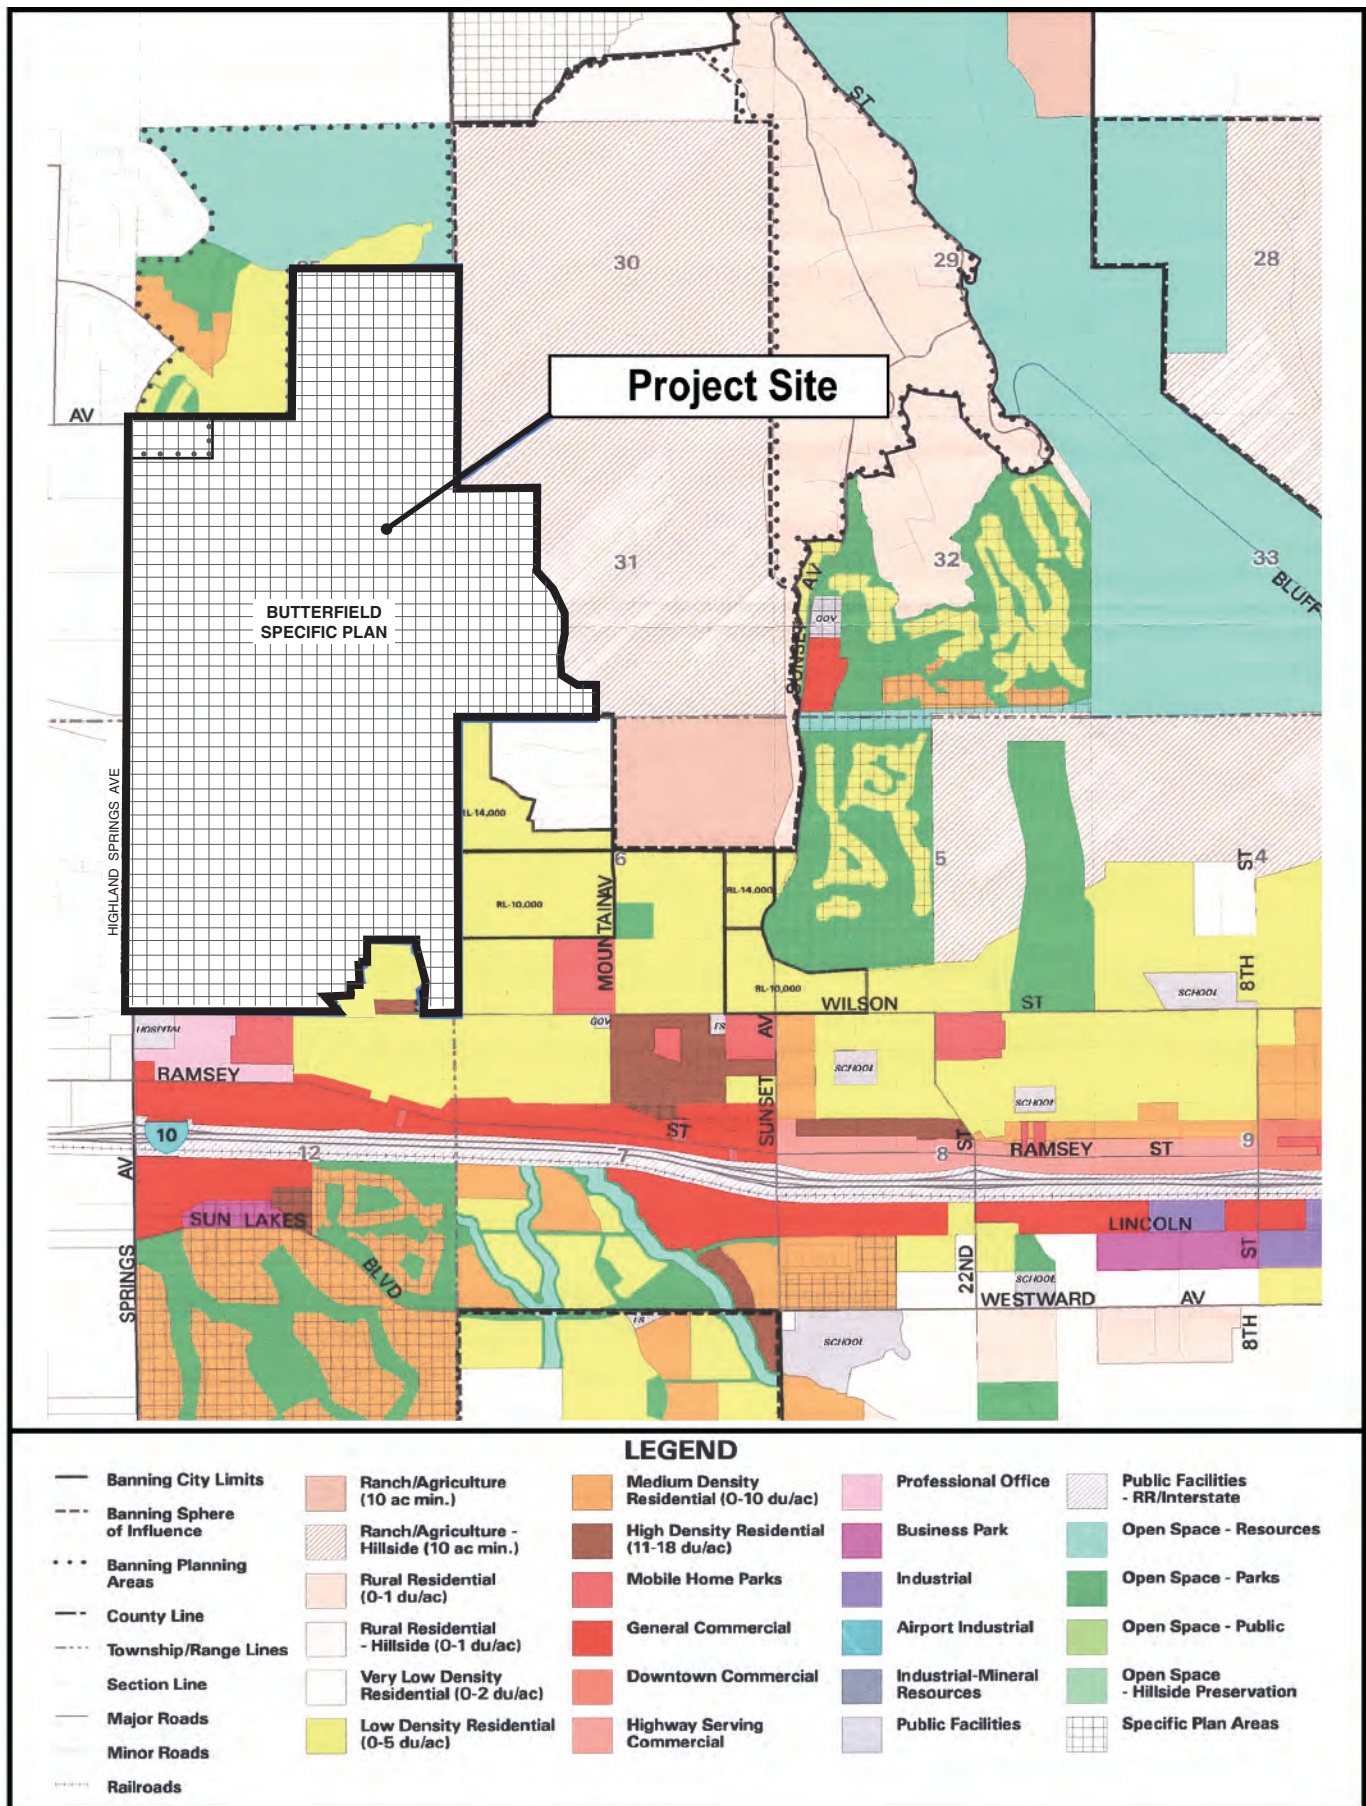 ST
25
30
29
28
Project Site
AV
31
32
33
BLUFF
AV
SUNSET
GOV
BUTTERFIELD
SPECIFIC PLAN
HIGHLAND SPRINGS AVE
RL-14,000
6
RL-14,000
5
ST
4
RL-10,000
MOUNTAIN AV
RL-10,000
WILSON
ST
SCHOOL
8TH
HOSPITAL
GOV
FS
AV
RAMSEY
SCHOOL
SCHOOL
SUNSET
ST
10
12
7
8
ST
RAMSEY
ST
9
AV
SUN LAKES
BLVD
LINCOLN
ST
SPRINGS
22ND
SCHOOL
WESTWARD
AV
FS
SCHOOL
8TH
LEGEND
Banning City Limits
Banning Sphere
of Influence
Banning Planning
Areas
County Line
Township/Range Lines
Section Line
Major Roads
Minor Roads
Railroads
Ranch/Agriculture
(10 ac min.)
Ranch/Agriculture -
Hillside (10 ac min.)
Rural Residential
(0-1 du/ac)
Rural Residential
- Hillside (0-1 du/ac)
Very Low Density
Residential (0-2 du/ac)
Low Density Residential
(0-5 du/ac)
Medium Density
Residential (0-10 du/ac)
High Density Residential
(11-18 du/ac)
Mobile Home Parks
General Commercial
Downtown Commercial
Highway Serving
Commercial
Professional Office
Business Park
Industrial
Airport Industrial
Industrial-Mineral
Resources
Public Facilities
Public Facilities
- RR/Interstate
Open Space - Resources
Open Space - Parks
Open Space - Public
Open Space
- Hillside Preservation
Specific Plan Areas